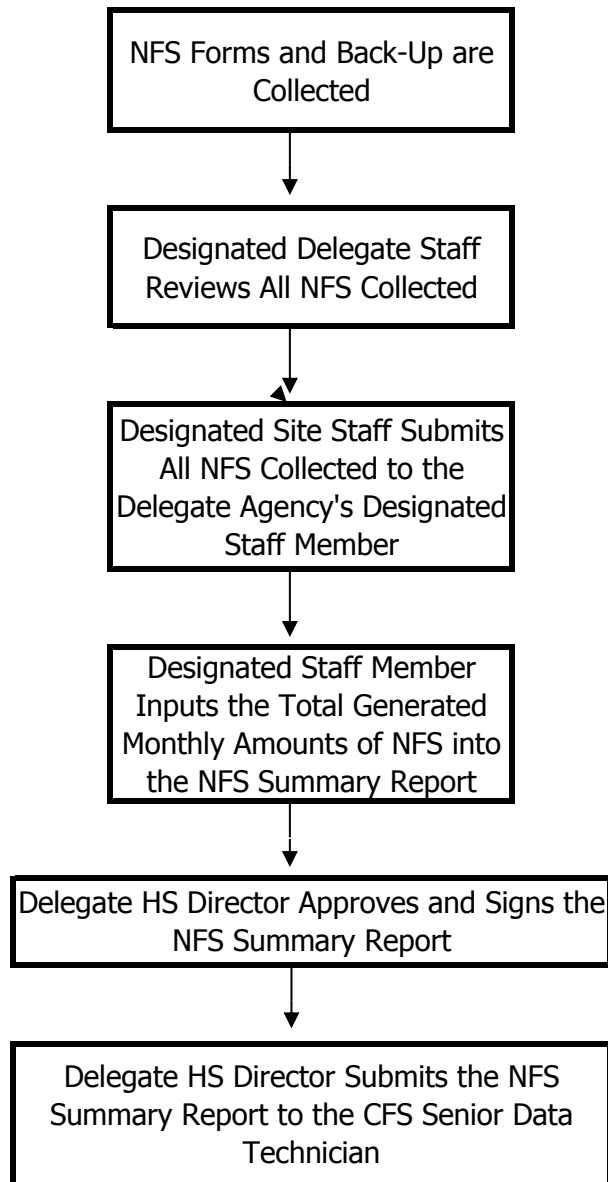 NFS Forms and Back-Up are
Collected
Designated Delegate Staff
Reviews All NFS Collected
Designated Site Staff Submits
All NFS Collected to the
Delegate Agency's Designated
Staff Member
Designated Staff Member
Inputs the Total Generated
Monthly Amounts of NFS into
the NFS Summary Report
Delegate HS Director Approves and Signs the
NFS Summary Report
Delegate HS Director Submits the NFS
Summary Report to the CFS Senior Data
Technician